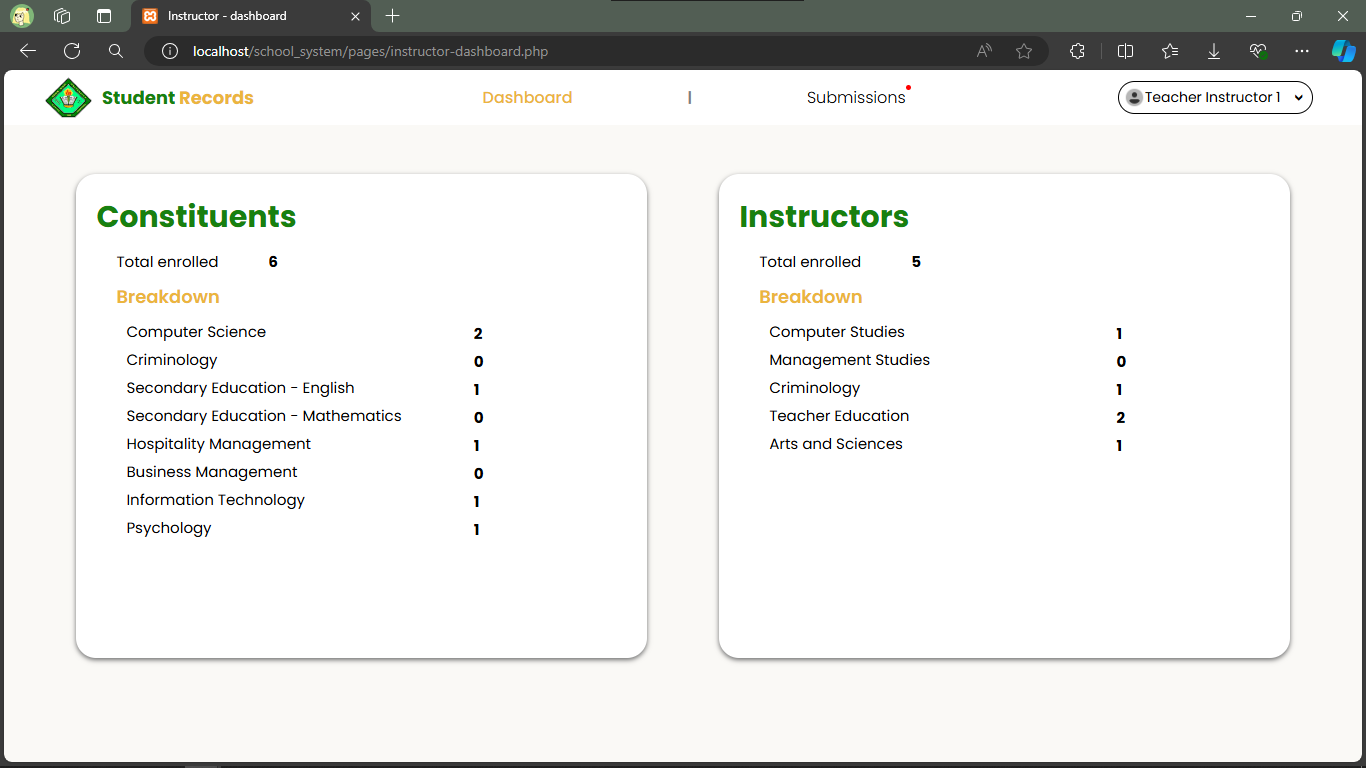 Instructor - dashboard
localhost/school_system/pages/instructor-dashboard.php
Student Records Dashboard | Submissions Teacher Instructor 1
Constituents
Total enrolled 6
Breakdown
Computer Science 2
Criminology 0
Secondary Education - English 1
Secondary Education - Mathematics 0
Hospitality Management 1
Business Management 0
Information Technology 1
Psychology 1
Instructors
Total enrolled 5
Breakdown
Computer Studies 1
Management Studies 0
Criminology 1
Teacher Education 2
Arts and Sciences 1